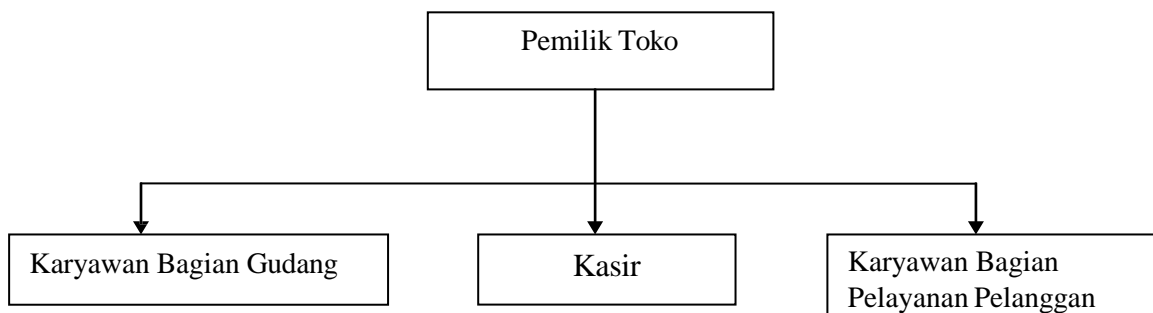 Pemilik Toko
Karyawan Bagian Gudang
Kasir
Karyawan Bagian
Pelayanan Pelanggan